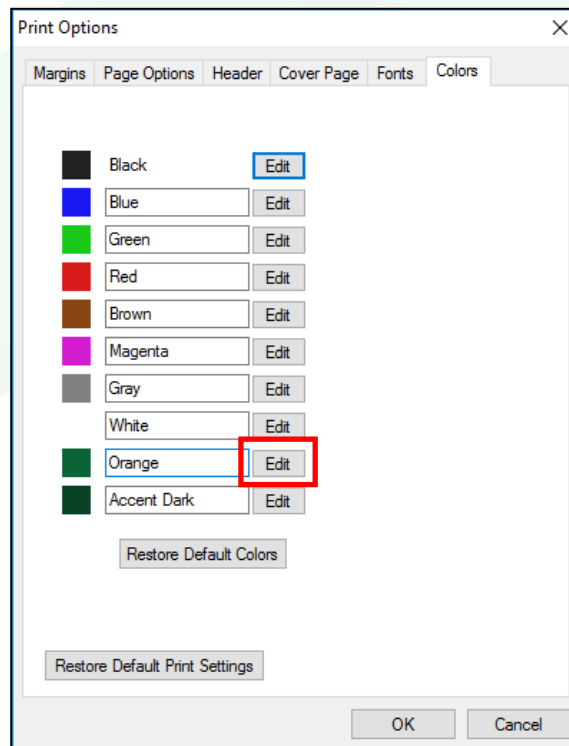 Print Options
Margins Page Options Header Cover Page Fonts Colors
Black Edit
Blue Edit
Green Edit
Red Edit
Brown Edit
Magenta Edit
Gray Edit
White Edit
Orange Edit
Accent Dark Edit
Restore Default Colors
Restore Default Print Settings
OK Cancel